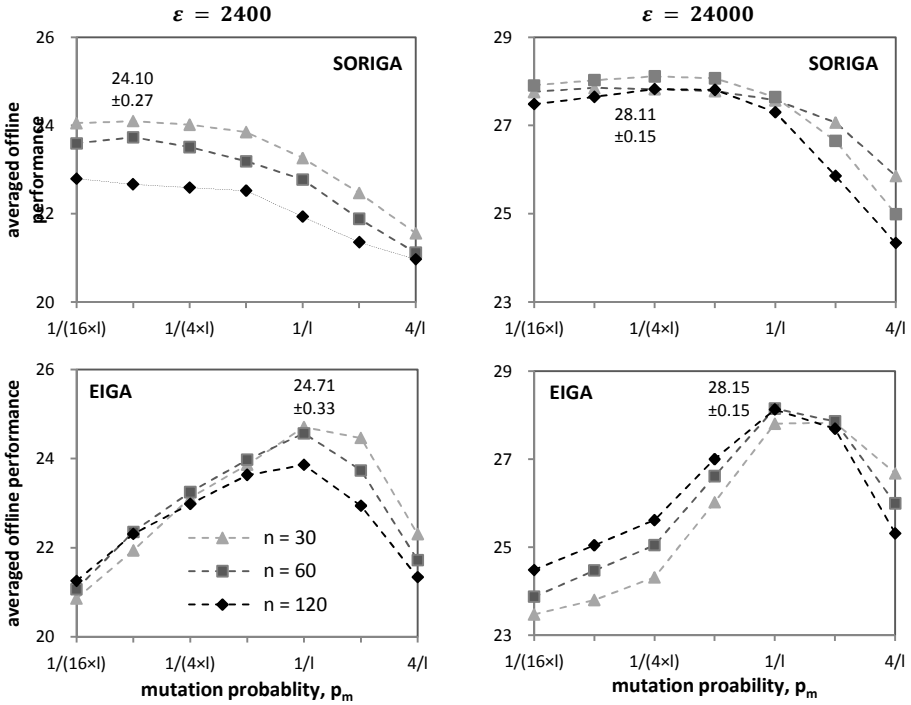 ε = 2400
ε = 24000
26
24
22
20
averaged offline
performance
SORIGA
24.10
±0.27
1/(16×l)
1/(4×l)
1/l
4/l
29
27
25
23
SORIGA
28.11
±0.15
1/(16×l)
1/(4×l)
1/l
4/l
26
24
22
20
averaged offline performance
EIGA
24.71
±0.33
n = 30
n = 60
n = 120
1/(16×l)
1/(4×l)
1/l
4/l
mutation probablity, pm
29
27
25
23
EIGA
28.15
±0.15
1/(16×l)
1/(4×l)
1/l
4/l
mutation proability, pm